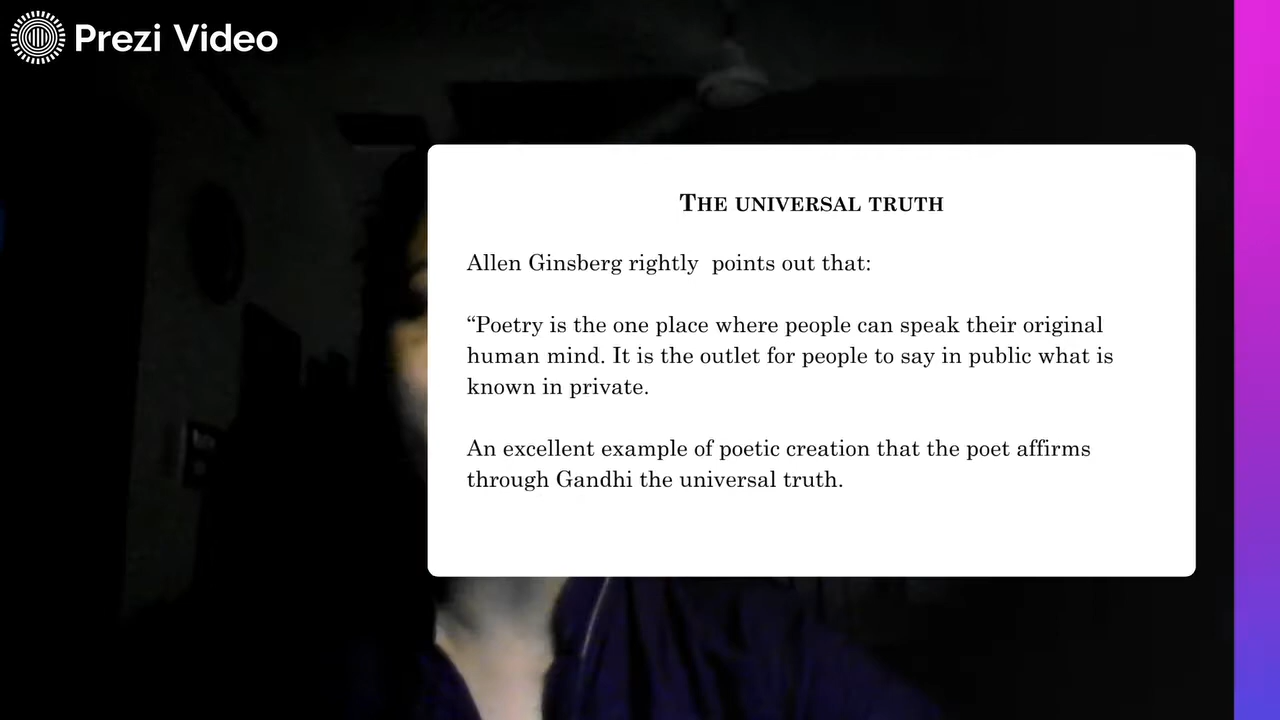 Prezi Video
THE UNIVERSAL TRUTH
Allen Ginsberg rightly  points out that:
“Poetry is the one place where people can speak their original
human mind. It is the outlet for people to say in public what is
known in private.
An excellent example of poetic creation that the poet affirms
through Gandhi the universal truth.